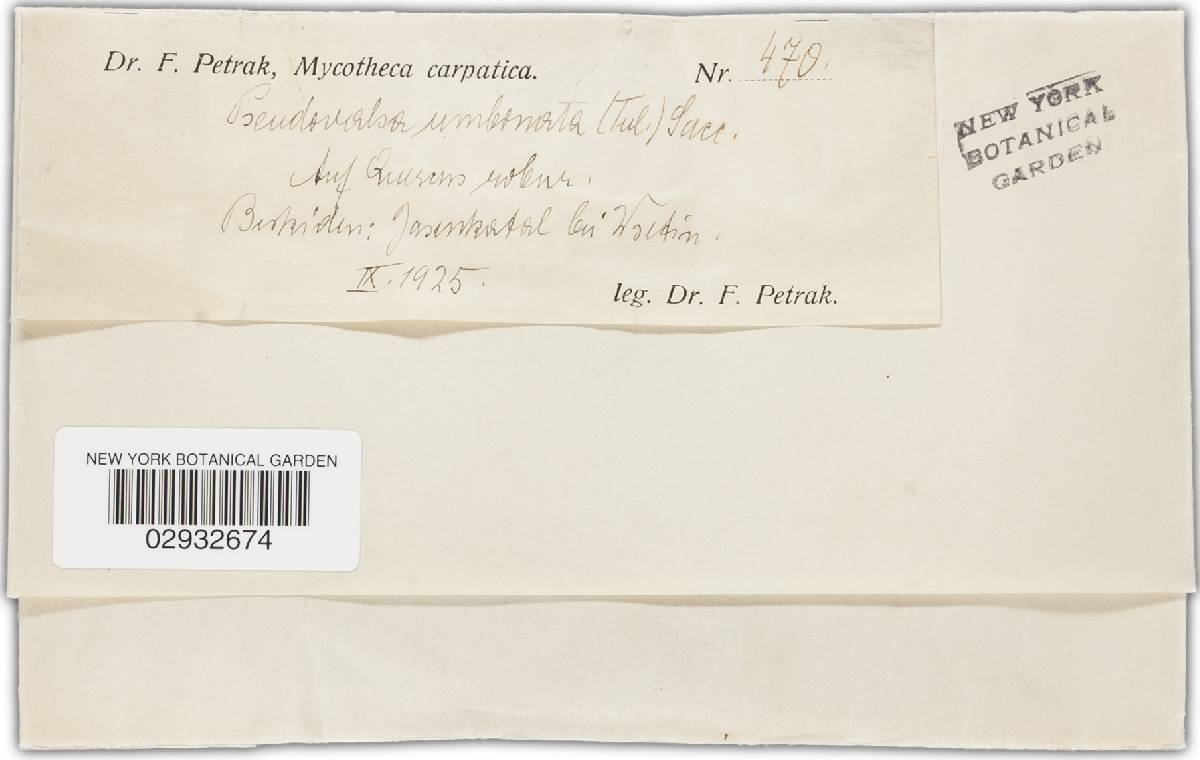 Dr. F. Petrak, Mycotheca carpatica. Nr. 470.
Pseudovalsa umbonata (Tul.) Sacc.
Auf Quercus robur.
Beskiden: Jasenkatal bei Wsetin.
IX. 1925.
leg. Dr. F. Petrak.
NEW YORK
BOTANICAL
GARDEN
NEW YORK BOTANICAL GARDEN
02932674